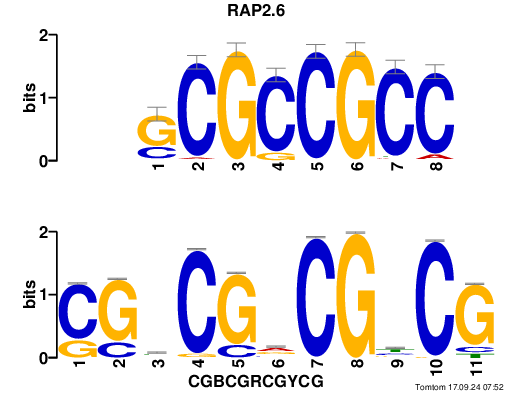 RAP2.6
bits
2
1
0
G C C C G C G C C G C G C A
1 2 3 4 5 6 7 8
bits
2
1
0
C G G C C G G C A C G T C G C T
1 2 3 4 5 6 7 8 9 10 11
CGBCGRCGYCG
Tomtom 17.09.24 07:52